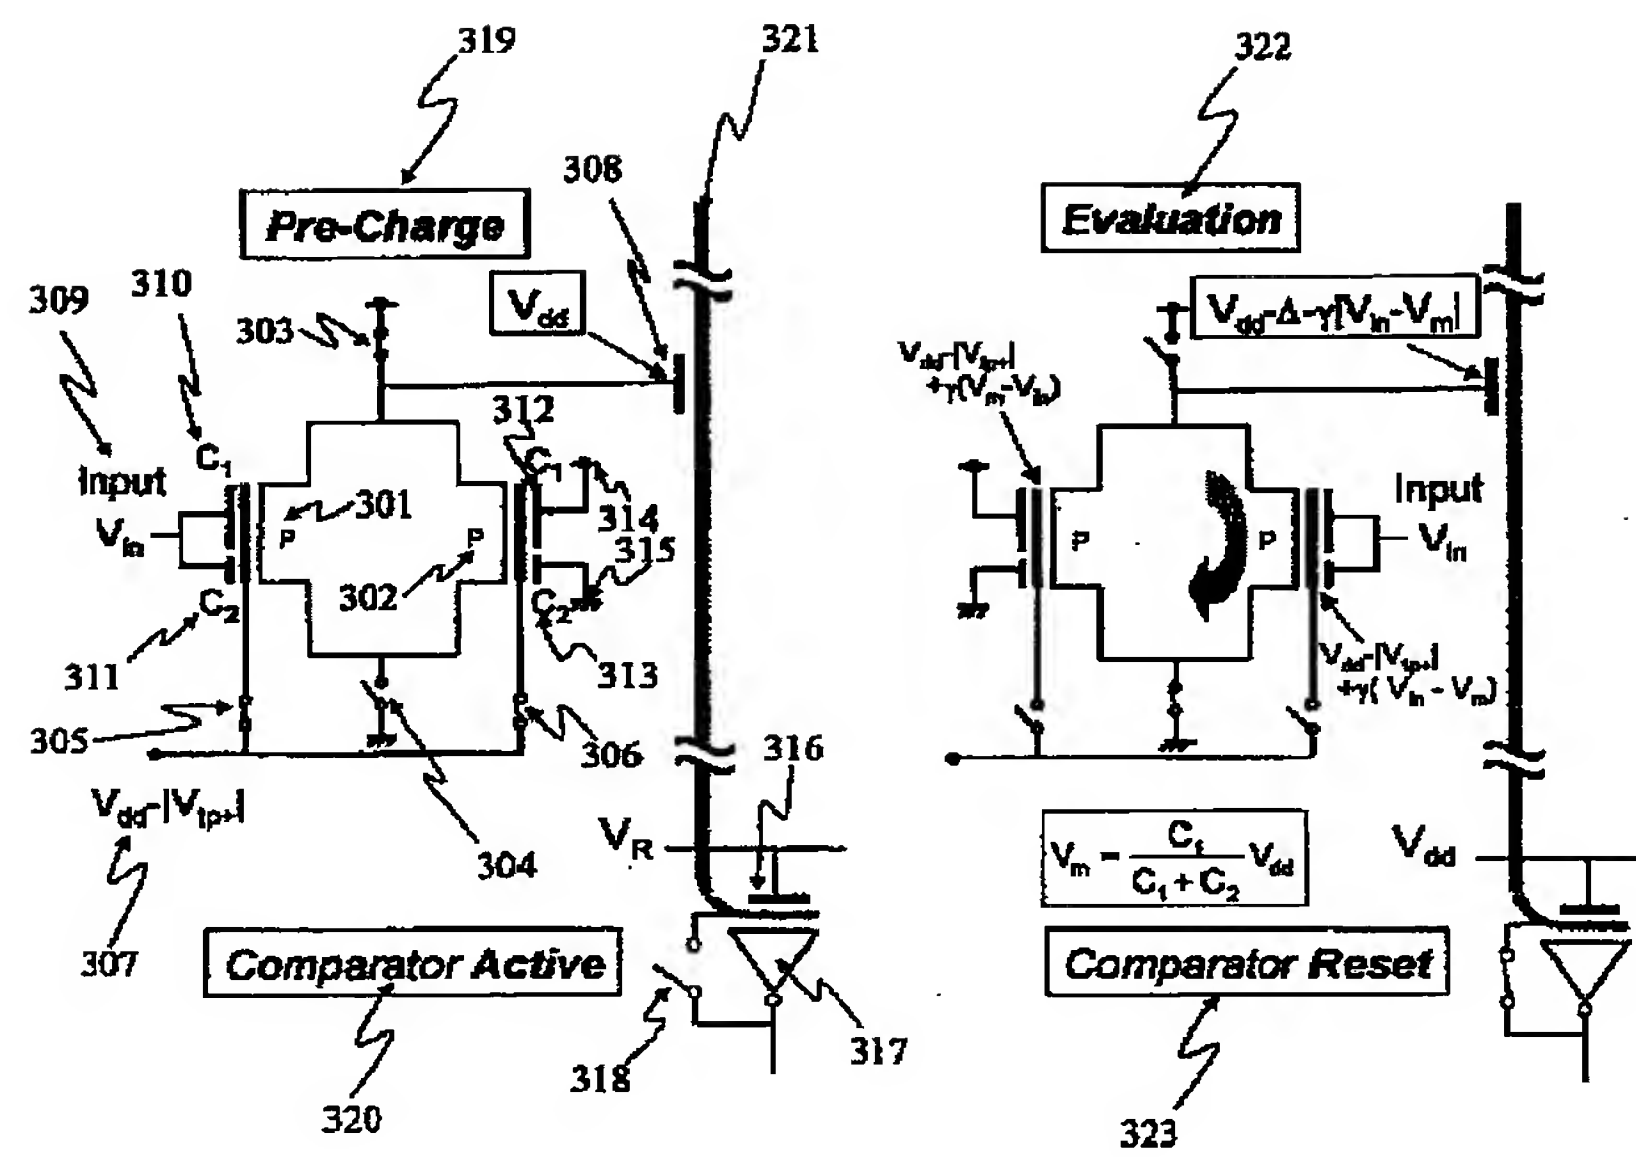 319
321
322
308
Pre-Charge
Evaluation
309
310
303
Vdd
Vdd-Δ-γ|Vin-Vm|
Vdd-|Vtp+|
+γ(Vm-Vin)
312
C1
C1
Input
Vin
301
P
P
314
315
302
C2
C2
311
313
P
P
Input
Vin
Vdd-|Vtp+|
+γ( Vin - Vm)
305
306
316
Vdd-|Vtp+|
304
VR
Vm = C1 / C1 + C2 Vdd
Vdd
307
Comparator Active
Comparator Reset
318
317
320
323